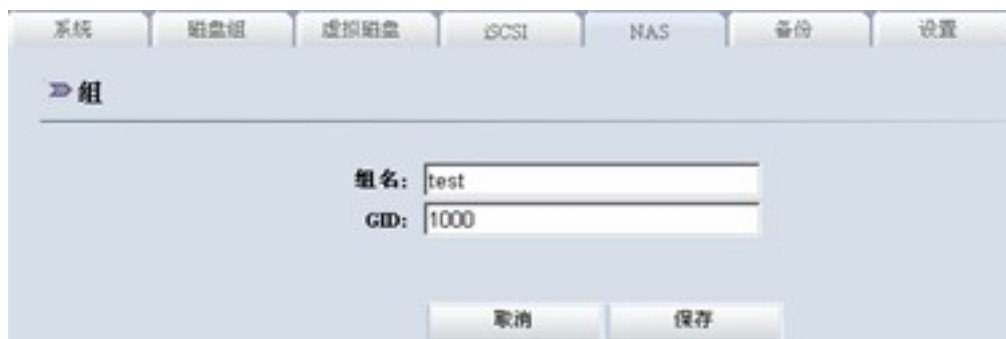 系统 磁盘组 虚拟磁盘 iSCSI NAS 备份 设置
组
组名: test
GID: 1000
取消 保存